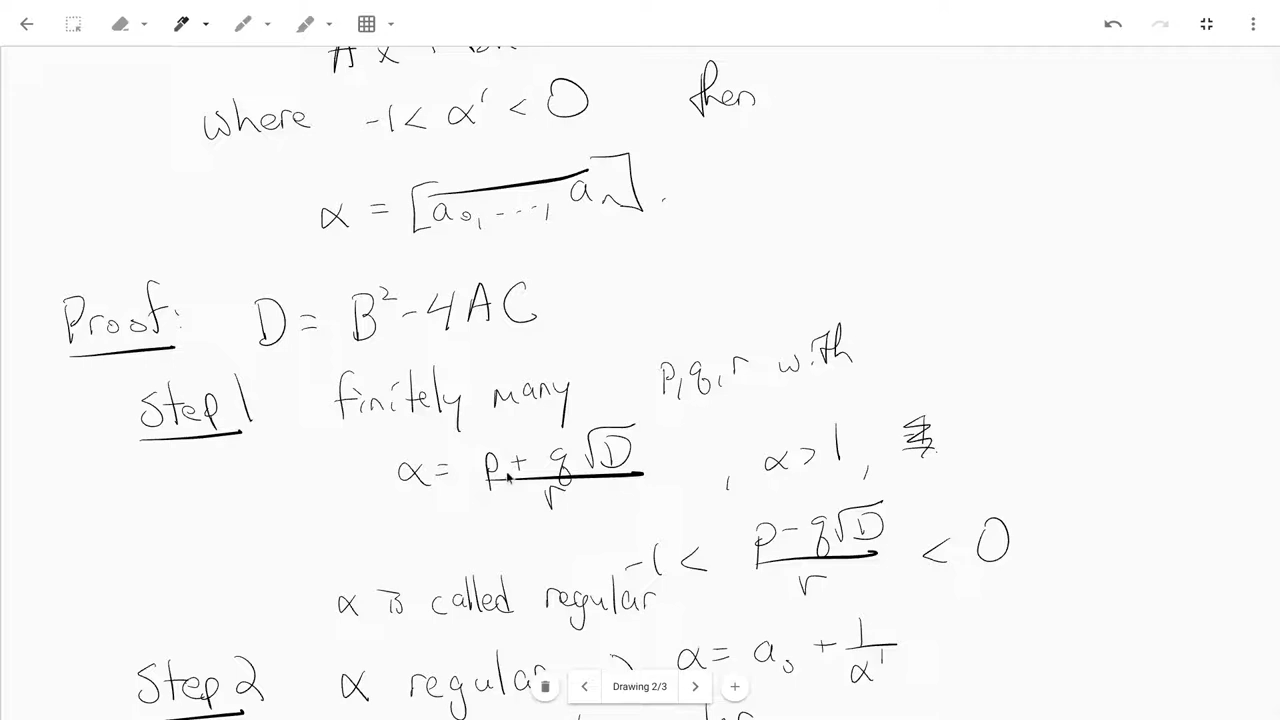 where -1 < α' < 0 then
α = [a₀, ..., aₙ].
Proof: D = B² - 4AC
Step 1 finitely many p, q, r with
α = p + q√D / r , α > 1,
-1 < p - q√D / r < 0
α is called regular
Step 2 α regular α = a₀ + 1/α'
Drawing 2/3